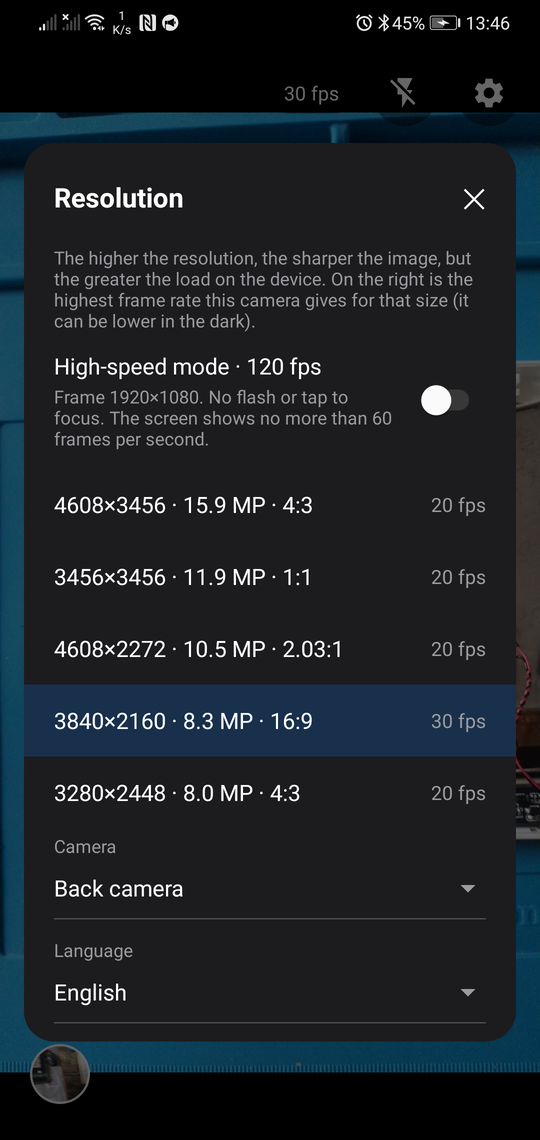 1
K/s
45%
13:46
30 fps
Resolution
The higher the resolution, the sharper the image, but
the greater the load on the device. On the right is the
highest frame rate this camera gives for that size (it
can be lower in the dark).
High-speed mode · 120 fps
Frame 1920×1080. No flash or tap to
focus. The screen shows no more than 60
frames per second.
4608×3456 · 15.9 MP · 4:3 20 fps
3456×3456 · 11.9 MP · 1:1 20 fps
4608×2272 · 10.5 MP · 2.03:1 20 fps
3840×2160 · 8.3 MP · 16:9 30 fps
3280×2448 · 8.0 MP · 4:3 20 fps
Camera
Back camera
Language
English